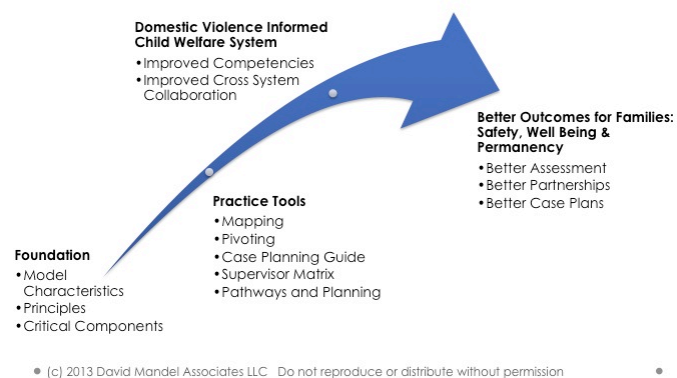 Domestic Violence Informed
Child Welfare System
•Improved Competencies
•Improved Cross System
Collaboration
Better Outcomes for Families:
Safety, Well Being &
Permanency
•Better Assessment
•Better Partnerships
•Better Case Plans
Practice Tools
•Mapping
•Pivoting
•Case Planning Guide
•Supervisor Matrix
•Pathways and Planning
Foundation
•Model
Characteristics
•Principles
•Critical Components
(c) 2013 David Mandel Associates LLC   Do not reproduce or distribute without permission